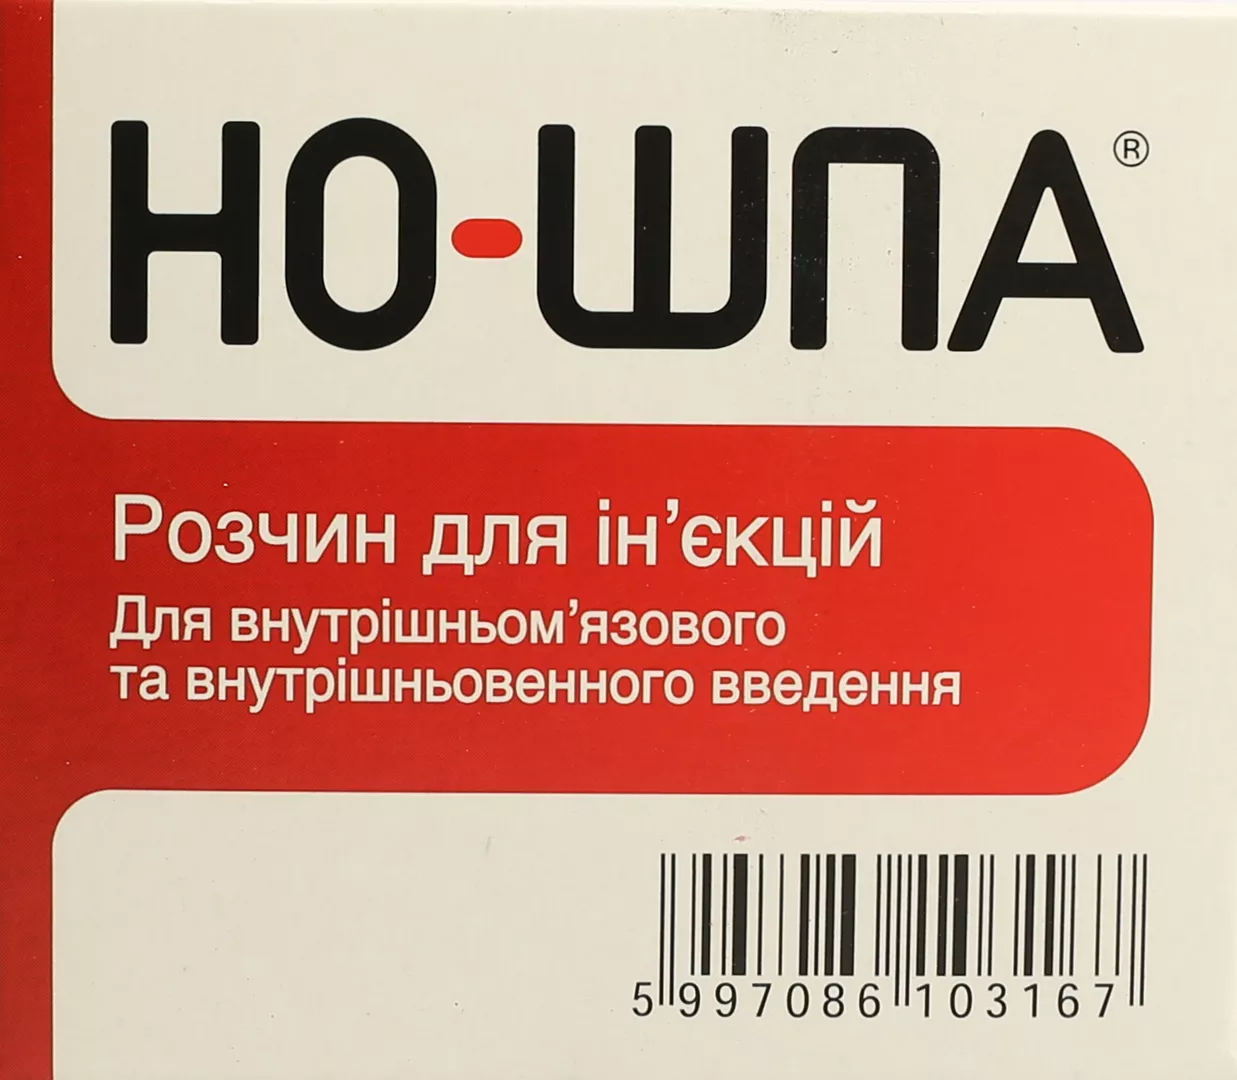 НО-ШПА®
Розчин для ін’єкцій
Для внутрішньом’язового
та внутрішньовенного введення
5 997086 103167